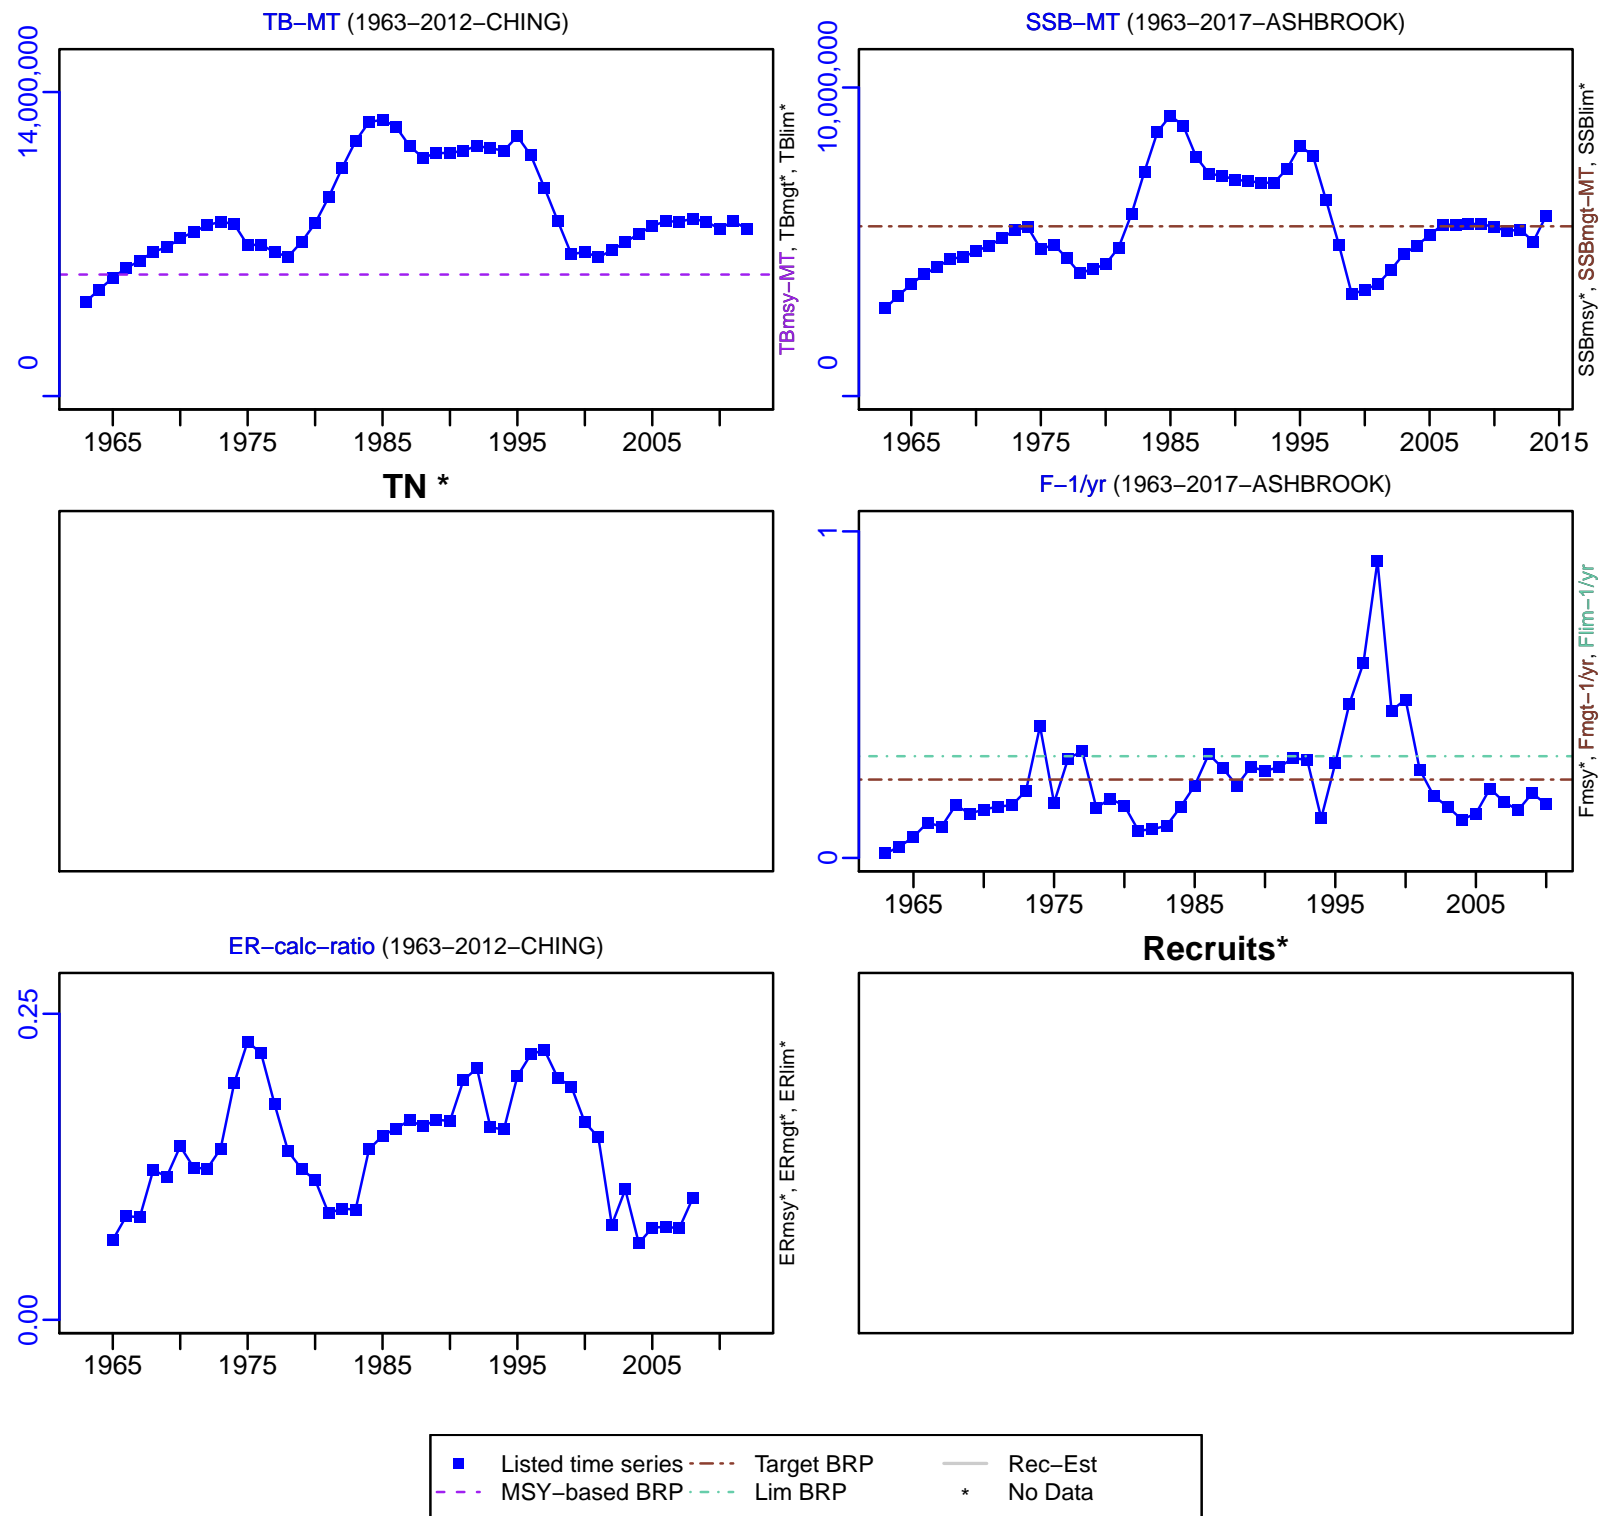 TB−MT (1963−2012−CHING)
14,000,000
0
TBmsy−MT, TBmgt*, TBlim*
1965 1975 1985 1995 2005
SSB−MT (1963−2017−ASHBROOK)
10,000,000
0
SSBmsy*, SSBmgt−MT, SSBlim*
1965 1975 1985 1995 2005 2015
TN *
F−1/yr (1963−2017−ASHBROOK)
1
0
Fmsy*, Fmgt−1/yr, Flim−1/yr
1965 1975 1985 1995 2005
ER−calc−ratio (1963−2012−CHING)
0.25
0.00
ERmsy*, ERmgt*, ERlim*
1965 1975 1985 1995 2005
Recruits*
Listed time series Target BRP Rec−Est
MSY−based BRP Lim BRP * No Data